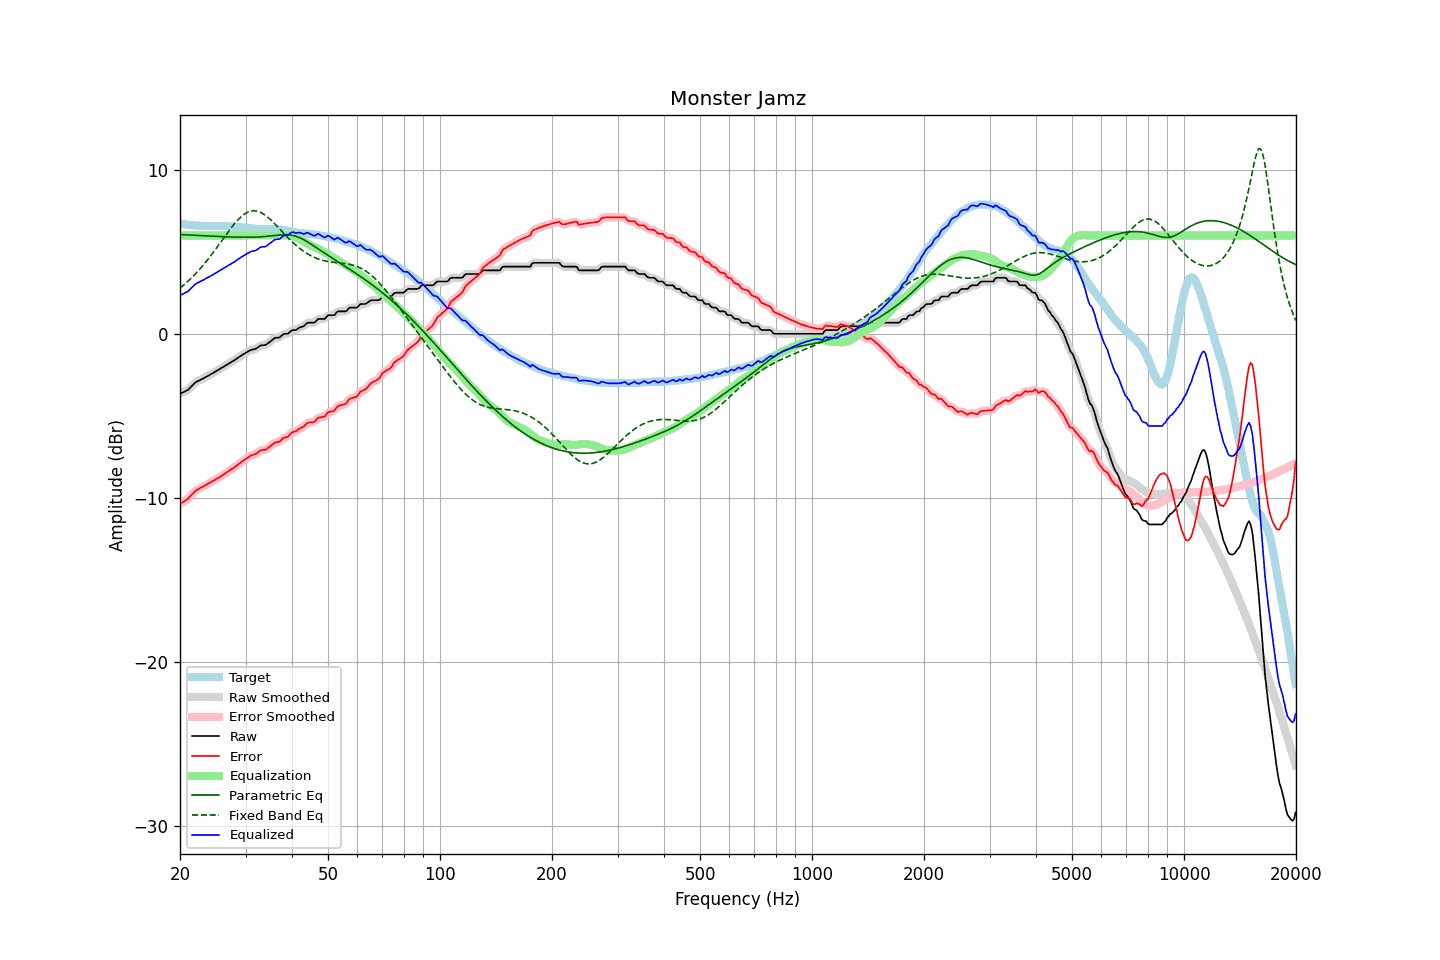 Monster Jamz
Amplitude (dBr)
10
0
−10
−20
−30
Target
Raw Smoothed
Error Smoothed
Raw
Error
Equalization
Parametric Eq
Fixed Band Eq
Equalized
20 50 100 200 500 1000 2000 5000 10000 20000
Frequency (Hz)